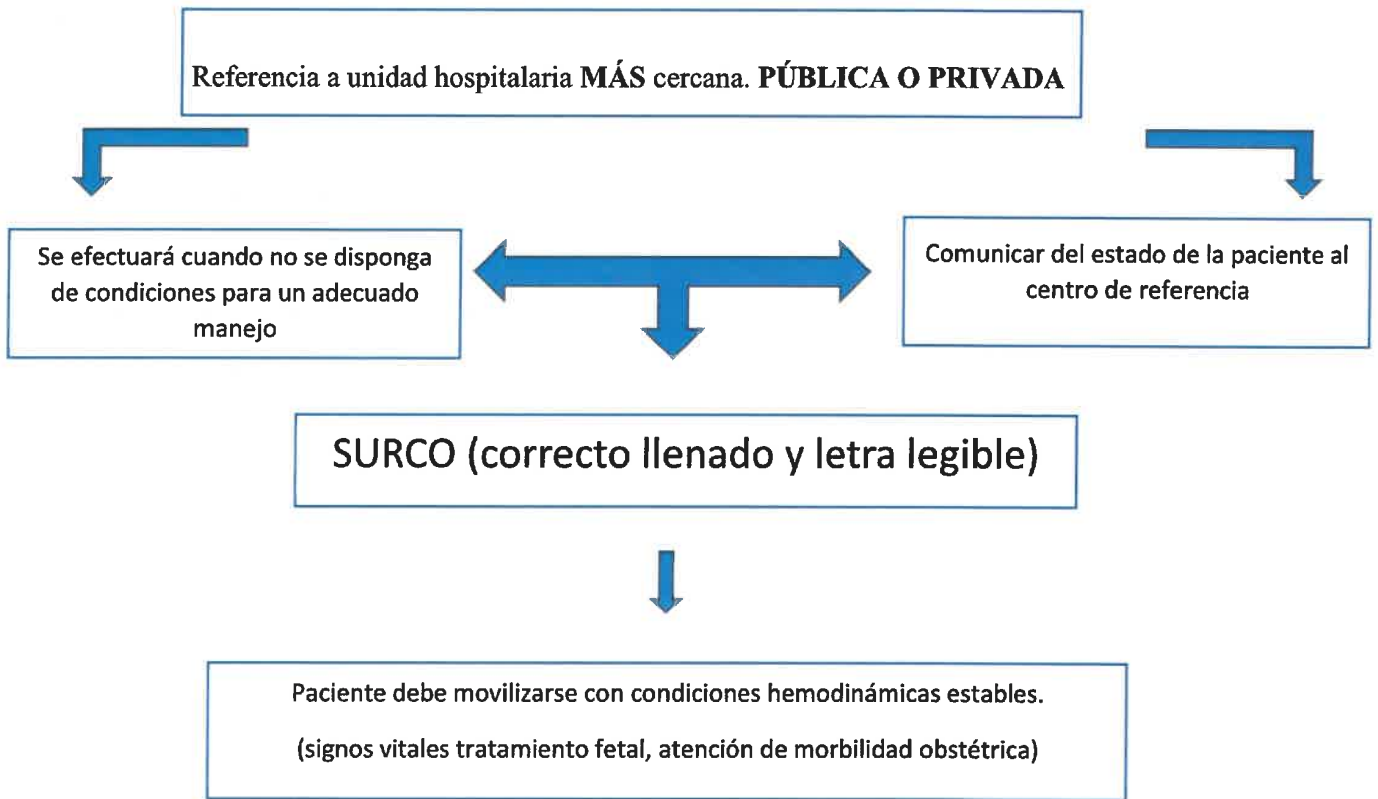 Referencia a unidad hospitalaria MÁS cercana. PÚBLICA O PRIVADA
Se efectuará cuando no se disponga
de condiciones para un adecuado
manejo
Comunicar del estado de la paciente al
centro de referencia
SURCO (correcto llenado y letra legible)
Paciente debe movilizarse con condiciones hemodinámicas estables.
(signos vitales tratamiento fetal, atención de morbilidad obstétrica)